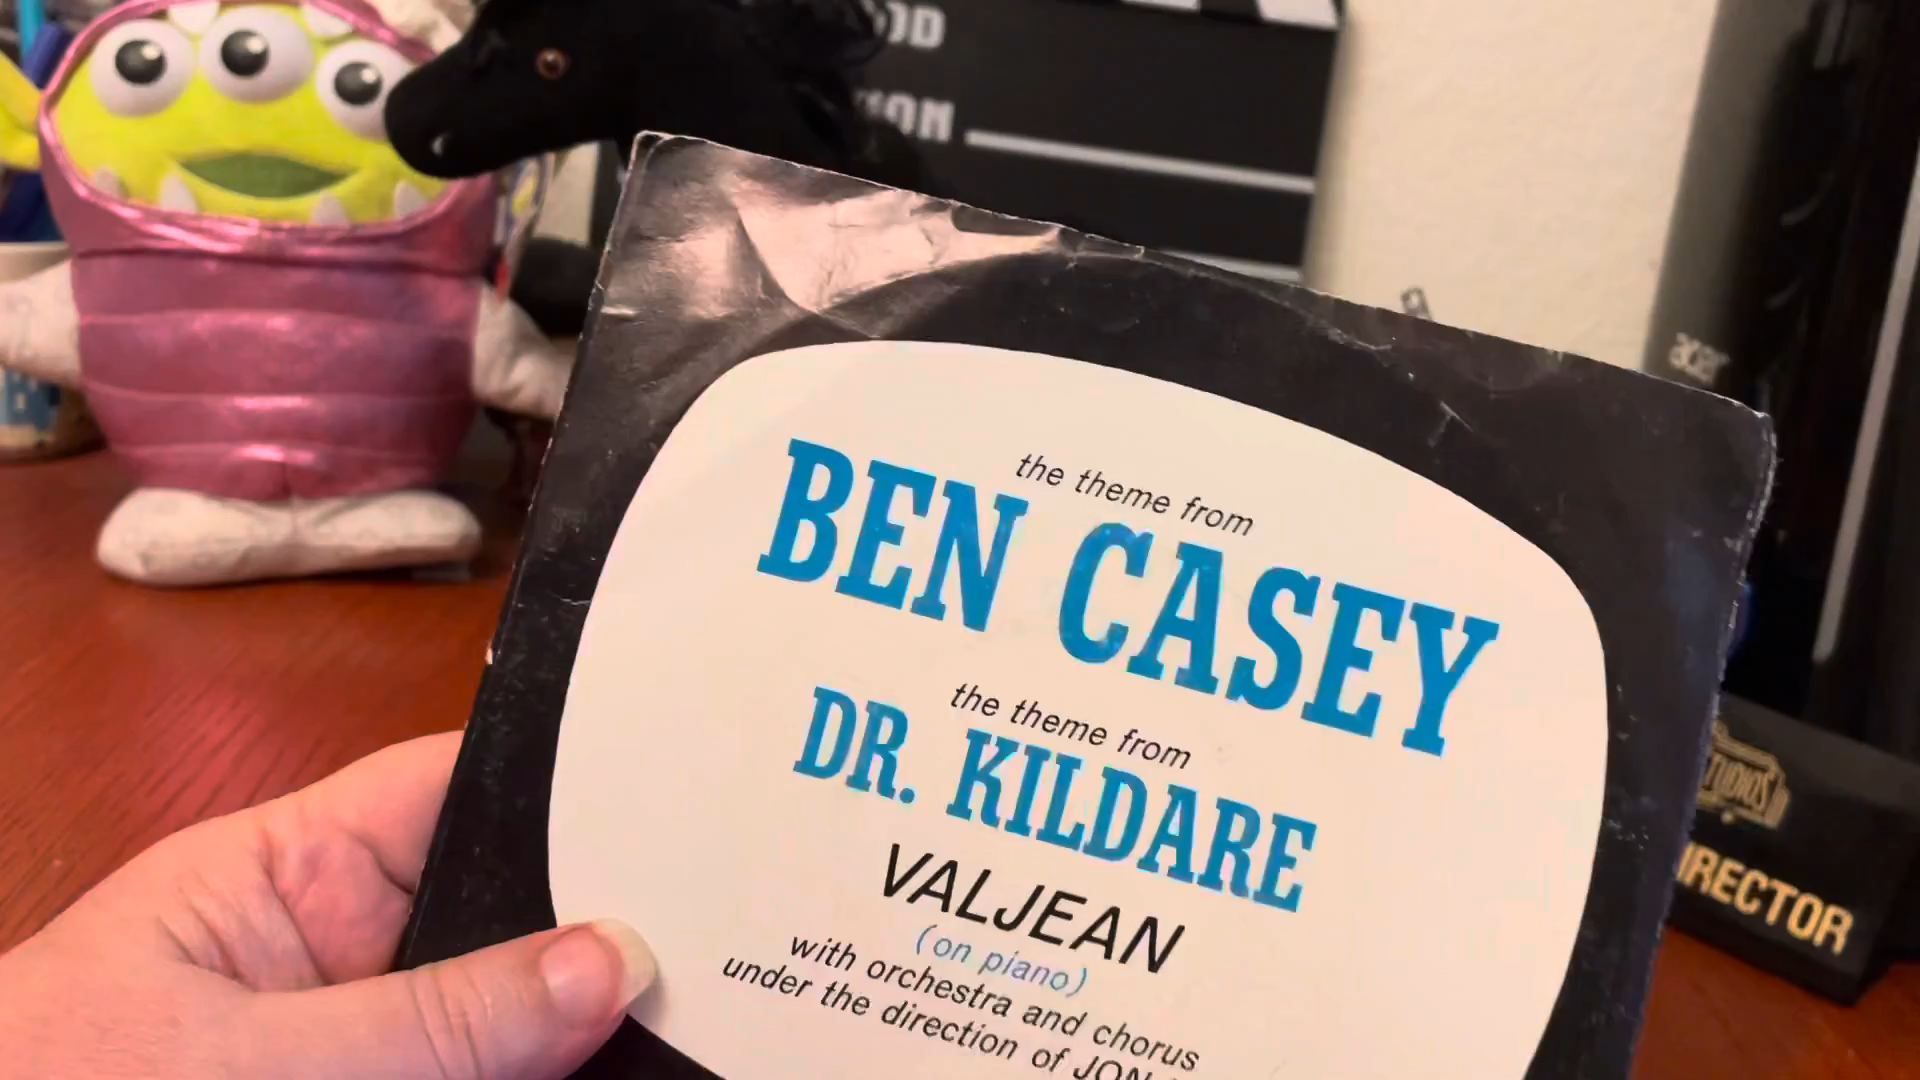 the theme from
BEN CASEY
the theme from
DR. KILDARE
VALJEAN
(on piano)
with orchestra and chorus
under the direction of
acer
DIRECTOR